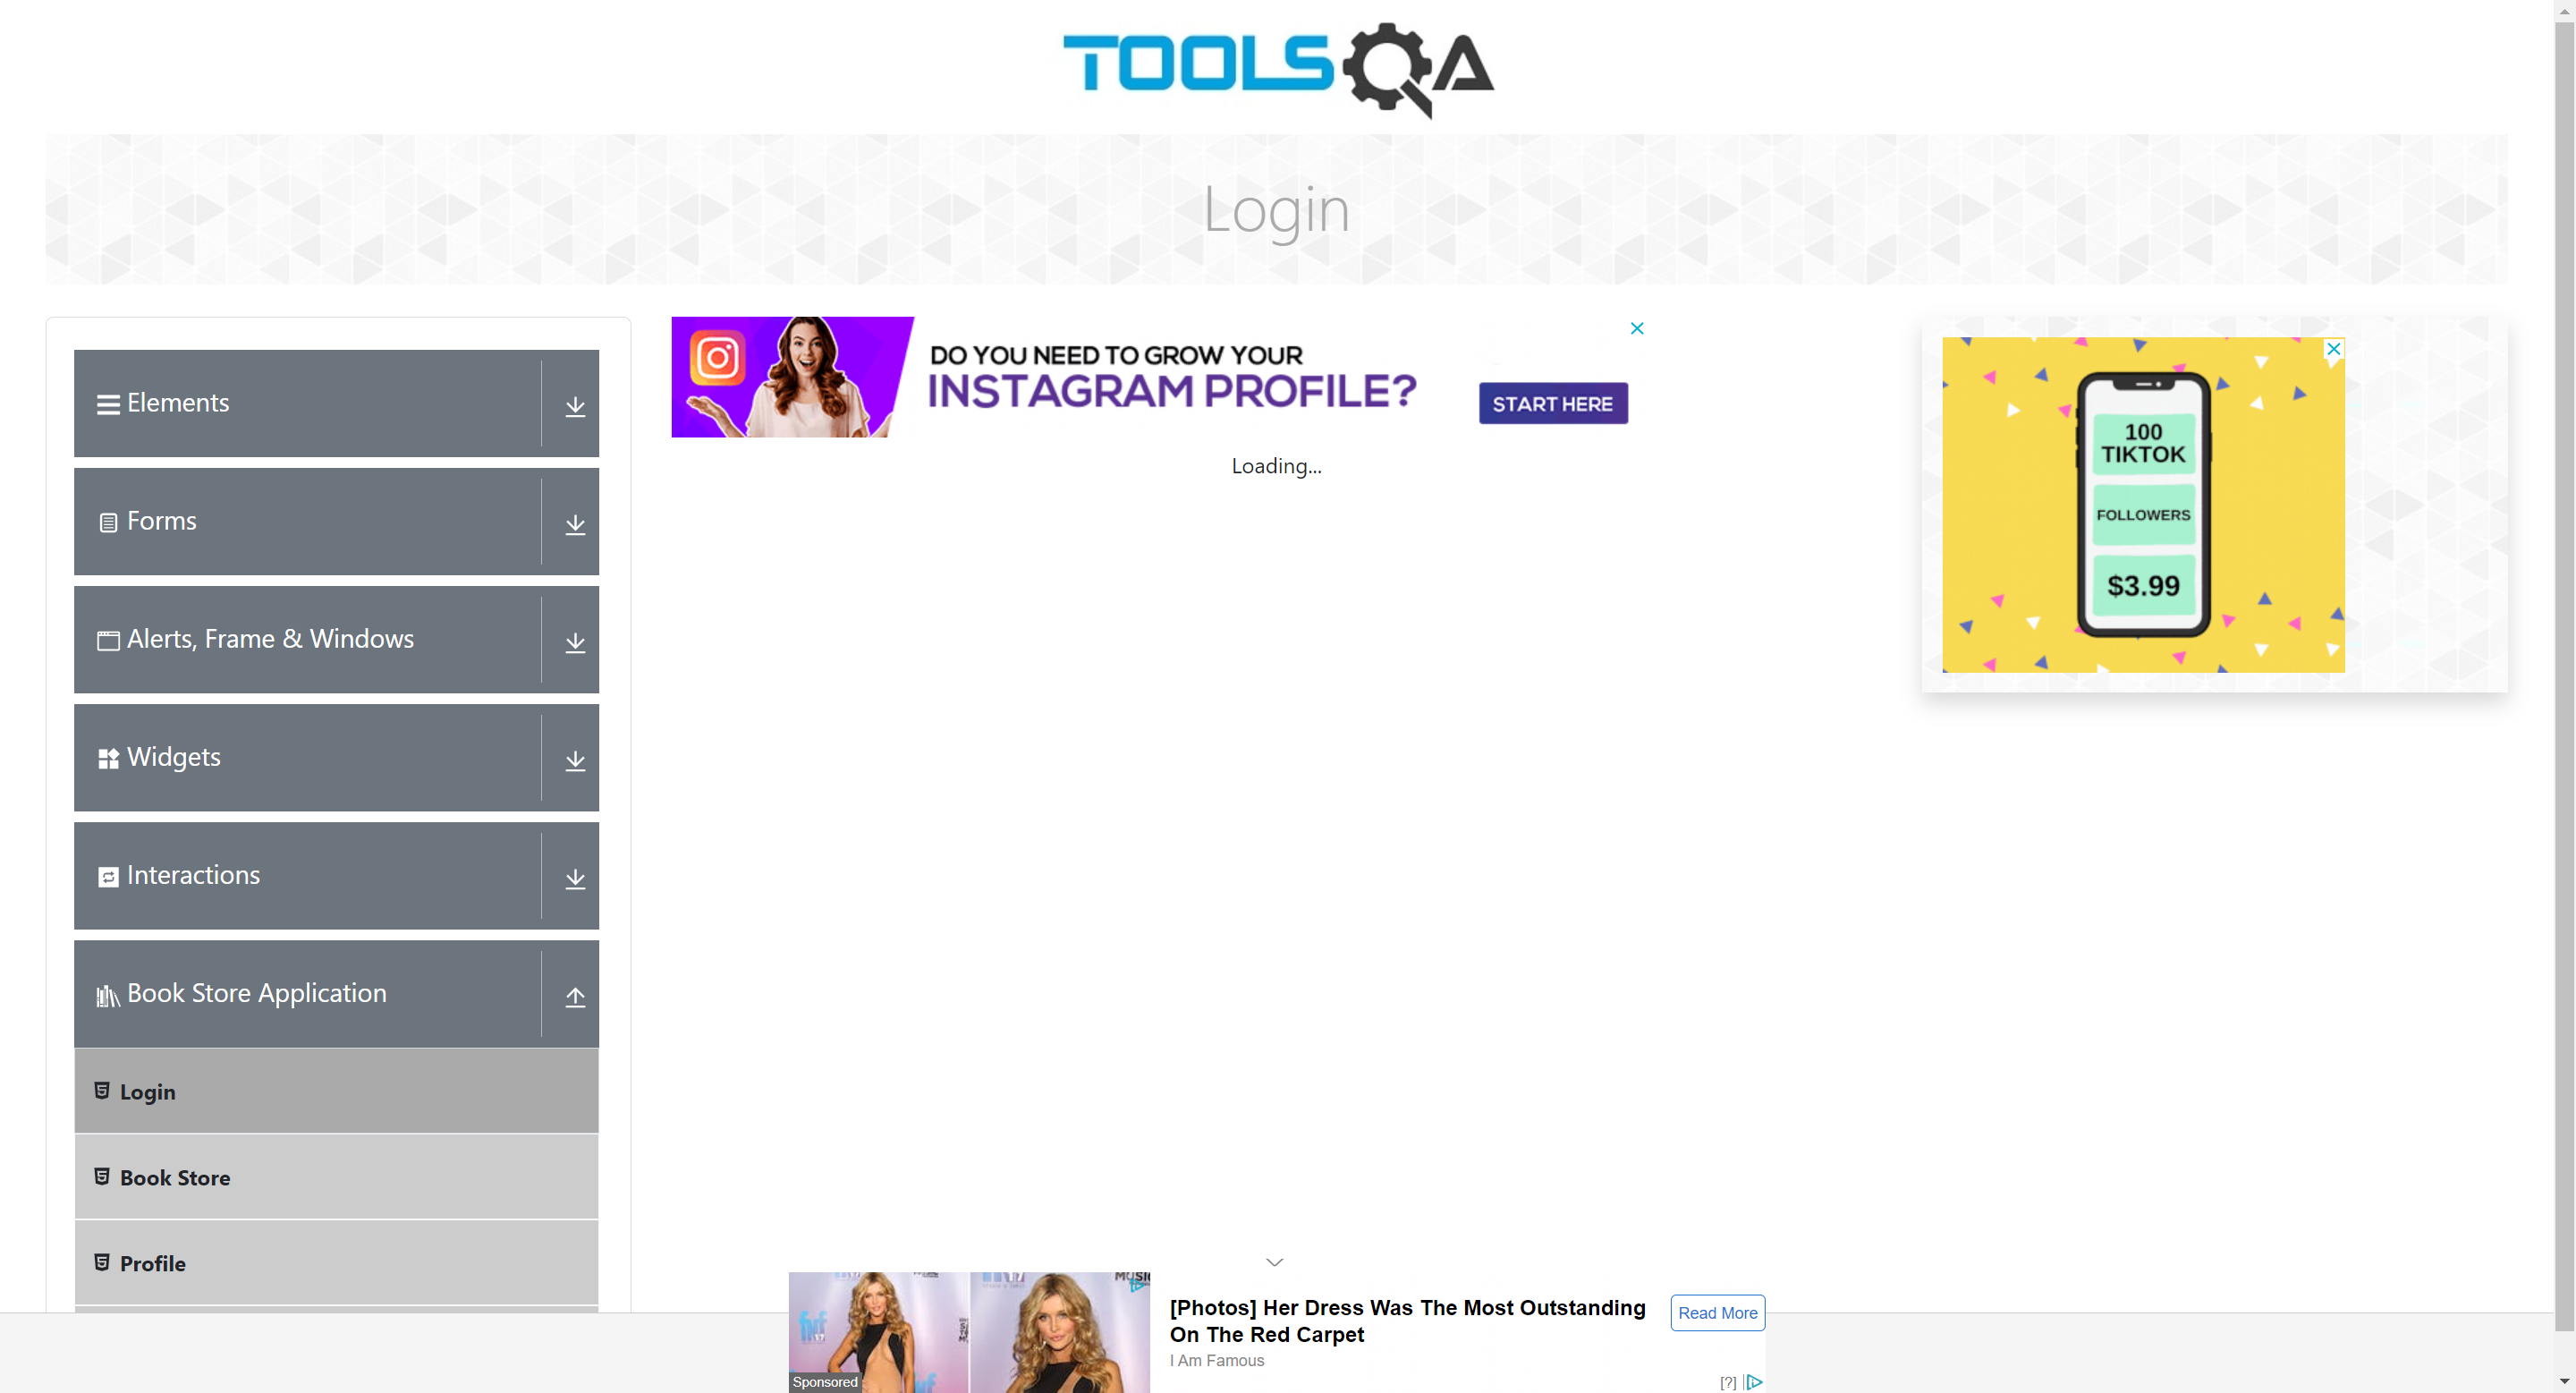 TOOLSQA
Login
Elements
Forms
Alerts, Frame & Windows
Widgets
Interactions
Book Store Application
Login
Book Store
Profile
DO YOU NEED TO GROW YOUR
INSTAGRAM PROFILE?
START HERE
Loading...
100
TIKTOK
FOLLOWERS
$3.99
[Photos] Her Dress Was The Most Outstanding
On The Red Carpet
I Am Famous
Read More
Sponsored
[?]